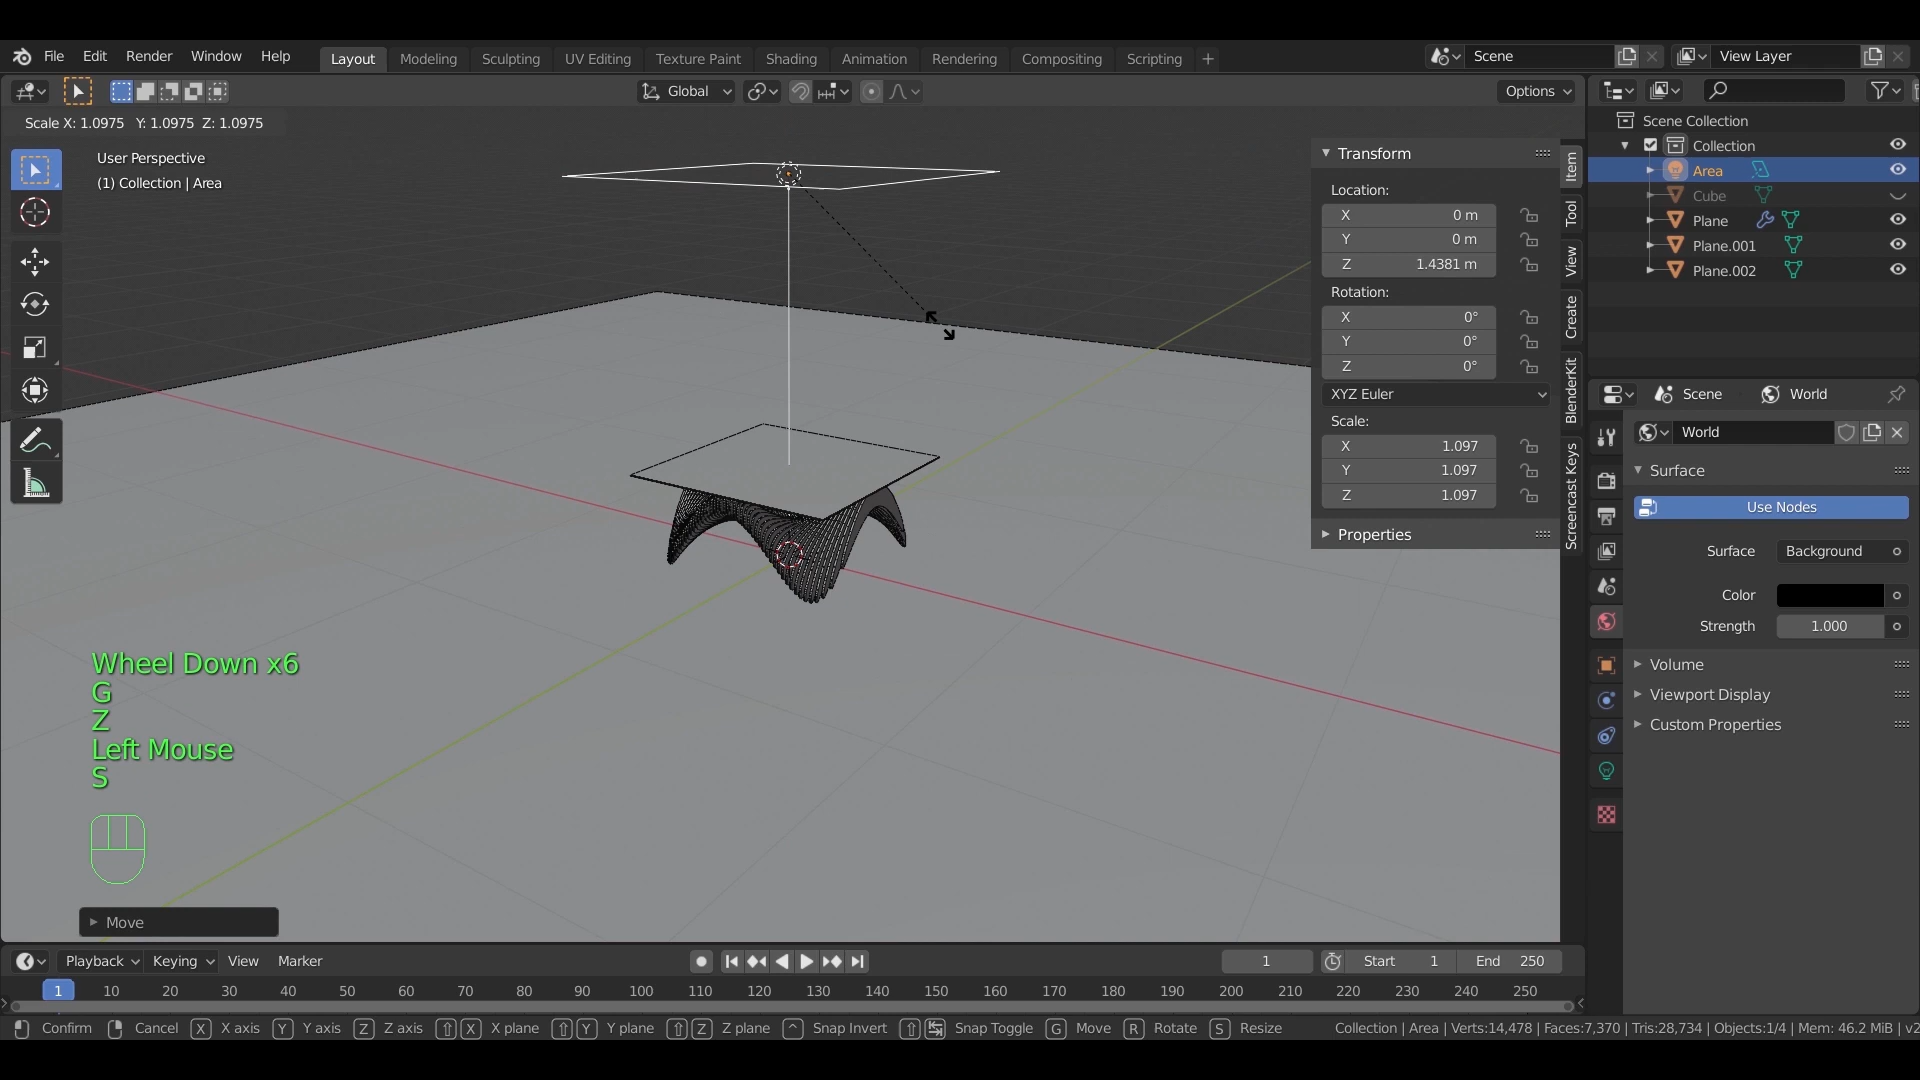 File Edit Render Window Help
Layout Modeling Sculpting UV Editing Texture Paint Shading Animation Rendering Compositing Scripting +
Scene
View Layer
Global
Options
Scale X: 1.0975 Y: 1.0975 Z: 1.0975
User Perspective
(1) Collection | Area
Transform
Location:
X 0 m
Y 0 m
Z 1.4381 m
Rotation:
X 0°
Y 0°
Z 0°
XYZ Euler
Scale:
X 1.097
Y 1.097
Z 1.097
Properties
Item
Tool
View
Create
BlenderKit
Screencast Keys
Scene Collection
Collection
Area
Cube
Plane
Plane.001
Plane.002
Scene World
World
Surface
Use Nodes
Surface Background
Color
Strength 1.000
Volume
Viewport Display
Custom Properties
Wheel Down x6
G
Z
Left Mouse
S
Move
Playback Keying View Marker
1
Start 1 End 250
1 10 20 30 40 50 60 70 80 90 100 110 120 130 140 150 160 170 180 190 200 210 220 230 240 250
Confirm Cancel X X axis Y Y axis Z Z axis X X plane Y Y plane Z Z plane ^ Snap Invert Snap Toggle G Move R Rotate S Resize
Collection | Area | Verts:14,478 | Faces:7,370 | Tris:28,734 | Objects:1/4 | Mem: 46.2 MiB | v2